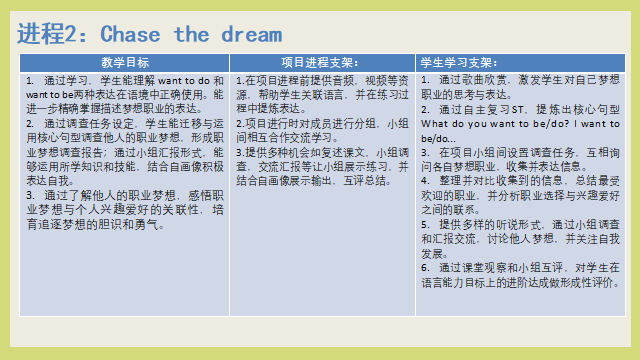 进程2：Chase the dream
教学目标
1. 通过学习，学生能理解 want to do 和
want to be两种表达在语境中正确使用。能
进一步精确掌握描述梦想职业的表达。
2. 通过调查任务设定，学生能迁移与运
用核心句型调查他人的职业梦想，形成职
业梦想调查报告；通过小组汇报形式，能
够运用所学知识和技能，结合自画像积极
表达自我。
3. 通过了解他人的职业梦想，感悟职
业梦想与个人兴趣爱好的关联性，培
育追逐梦想的胆识和勇气。
项目进程支架：
1.在项目进程前提供音频，视频等资
源，帮助学生关联语言，并在练习过
程中提炼表达。
2.项目进行时对成员进行分组，小组
间相互合作交流学习。
3.提供多种机会如复述课文，小组调
查，交流汇报等让小组展示练习，并
结合自画像展示输出，互评总结。
学生学习支架：
1. 通过歌曲欣赏，激发学生对自己梦想
职业的思考与表达。
2. 通过自主复习ST，提炼出核心句型
What do you want to be/do? I want to
be/do…
3. 在项目小组间设置调查任务，互相询
问各自梦想职业，收集并表达信息。
4. 整理并对比收集到的信息，总结最受
欢迎的职业，并分析职业选择与兴趣爱好
之间的联系。
5. 提供多样的听说形式，通过小组调查
和汇报交流，讨论他人梦想，并关注自我
发展。
6. 通过课堂观察和小组互评，对学生在
语言能力目标上的进阶达成做形成性评价。